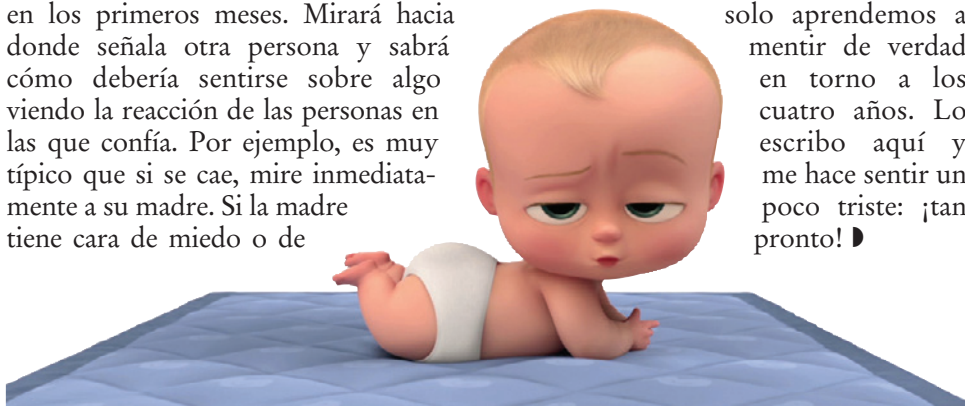 en los primeros meses. Mirará hacia
donde señala otra persona y sabrá
cómo debería sentirse sobre algo
viendo la reacción de las personas en
las que confía. Por ejemplo, es muy
típico que si se cae, mire inmediata-
mente a su madre. Si la madre
tiene cara de miedo o de
solo aprendemos a
mentir de verdad
en torno a los
cuatro años. Lo
escribo aquí y
me hace sentir un
poco triste: ¡tan
pronto! ◗